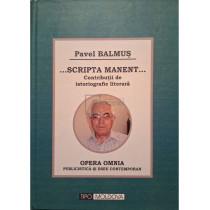 Pavel BALMUȘ
...SCRIPTA MANENT...
Contribuții de
istoriografie literară
OPERA OMNIA
PUBLICISTICĂ ȘI ESEU CONTEMPORAN
TIPO MOLDOVA